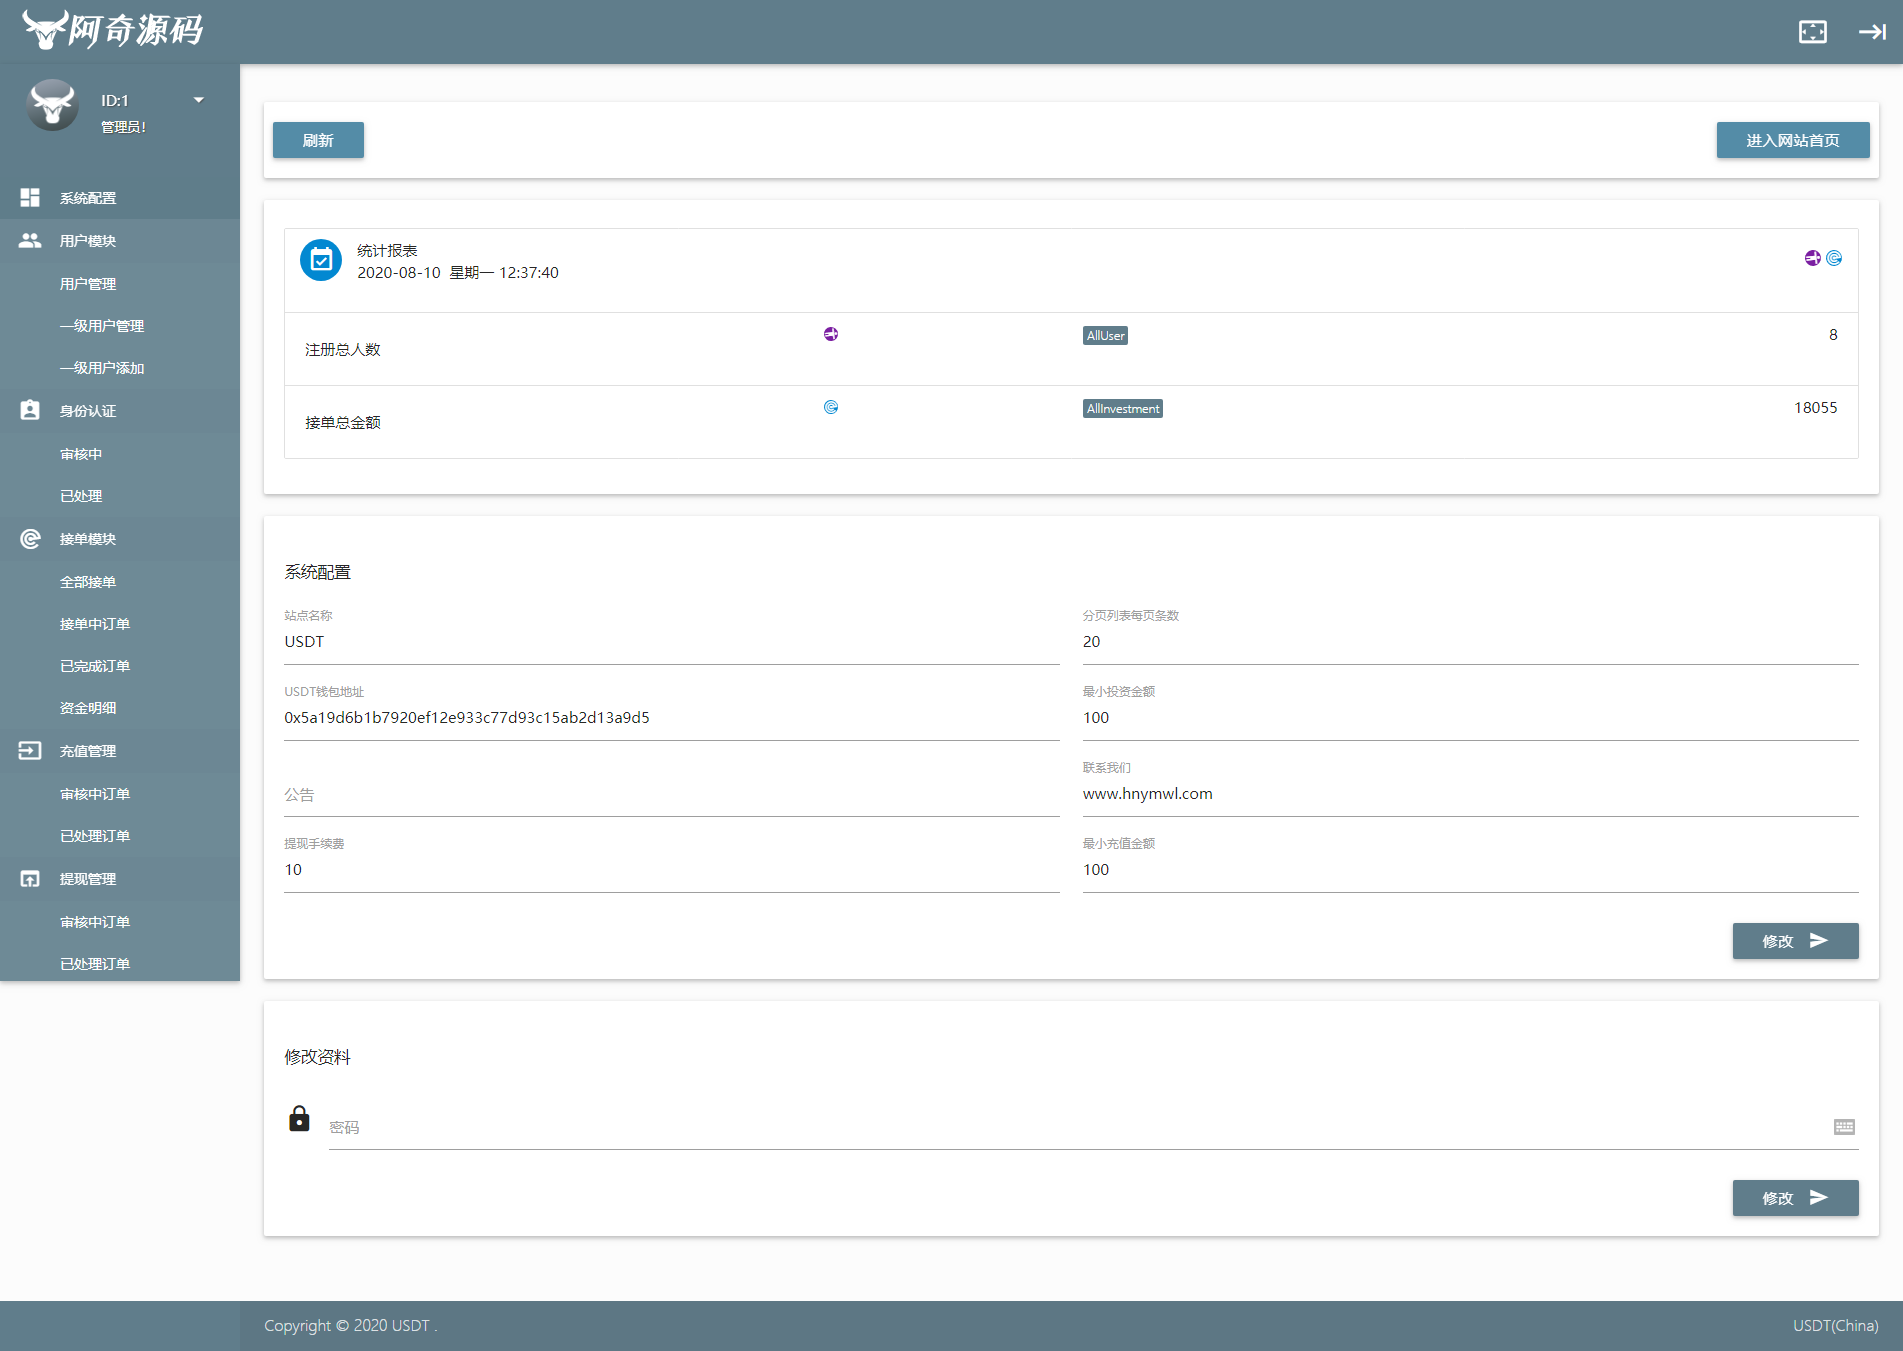 阿奇源码
ID:1
管理员!
系统配置
用户模块
用户管理
一级用户管理
一级用户添加
身份认证
审核中
已处理
接单模块
全部接单
接单中订单
已完成订单
资金明细
充值管理
审核中订单
已处理订单
提现管理
审核中订单
已处理订单
刷新
进入网站首页
统计报表
2020-08-10 星期一 12:37:40
注册总人数 AllUser 8
接单总金额 AllInvestment 18055
系统配置
站点名称 分页列表每页条数
USDT 20
USDT钱包地址 最小投资金额
0x5a19d6b1b7920ef12e933c77d93c15ab2d13a9d5 100
联系我们
公告 www.hnymwl.com
提现手续费 最小充值金额
10 100
修改
修改资料
密码
修改
Copyright © 2020 USDT . USDT(China)